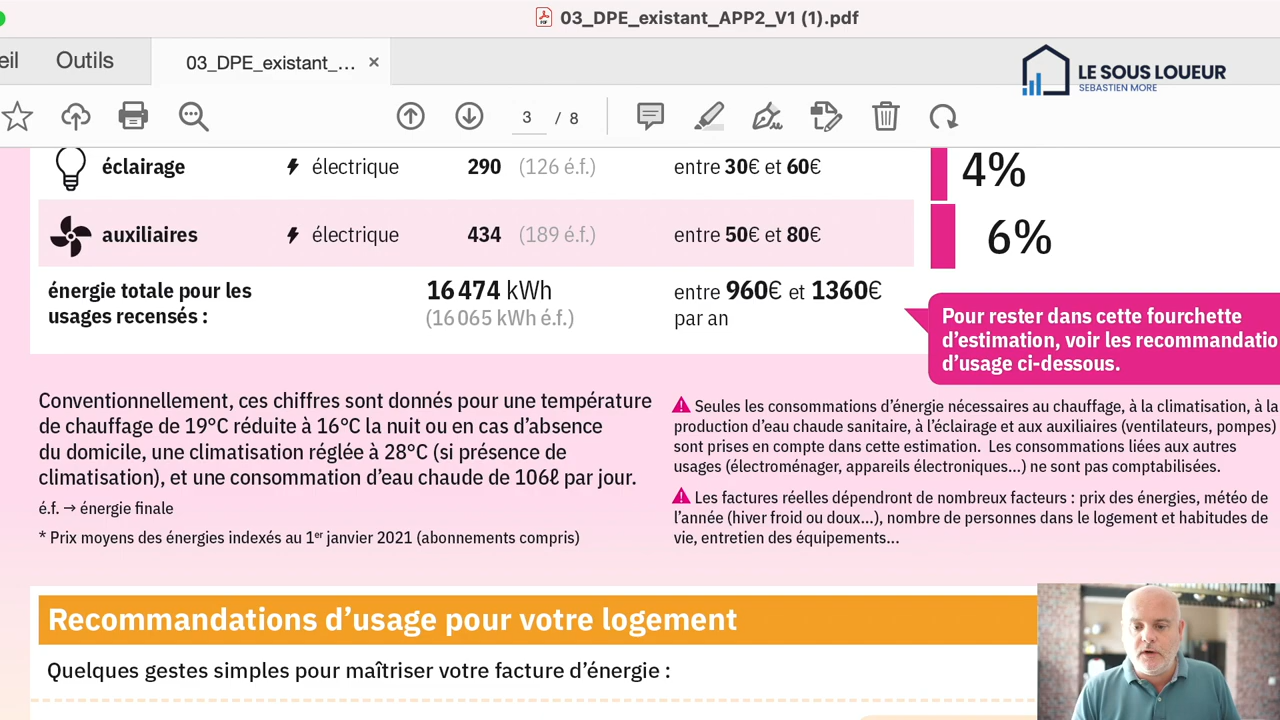 03_DPE_existant_APP2_V1 (1).pdf
eil Outils 03_DPE_existant_... ×
LE SOUS LOUEUR
SEBASTIEN MORE
3 / 8
éclairage électrique 290 (126 é.f.) entre 30€ et 60€ 4%
auxiliaires électrique 434 (189 é.f.) entre 50€ et 80€ 6%
énergie totale pour les
usages recensés :
16 474 kWh
(16 065 kWh é.f.)
entre 960€ et 1360€
par an
Pour rester dans cette fourchette
d'estimation, voir les recommandatio
d'usage ci-dessous.
Conventionnellement, ces chiffres sont donnés pour une température
de chauffage de 19°C réduite à 16°C la nuit ou en cas d'absence
du domicile, une climatisation réglée à 28°C (si présence de
climatisation), et une consommation d'eau chaude de 106ℓ par jour.
é.f. → énergie finale
* Prix moyens des énergies indexés au 1er janvier 2021 (abonnements compris)
Seules les consommations d'énergie nécessaires au chauffage, à la climatisation, à la
production d'eau chaude sanitaire, à l'éclairage et aux auxiliaires (ventilateurs, pompes)
sont prises en compte dans cette estimation. Les consommations liées aux autres
usages (électroménager, appareils électroniques...) ne sont pas comptabilisées.
Les factures réelles dépendront de nombreux facteurs : prix des énergies, météo de
l'année (hiver froid ou doux...), nombre de personnes dans le logement et habitudes de
vie, entretien des équipements...
Recommandations d'usage pour votre logement
Quelques gestes simples pour maîtriser votre facture d'énergie :